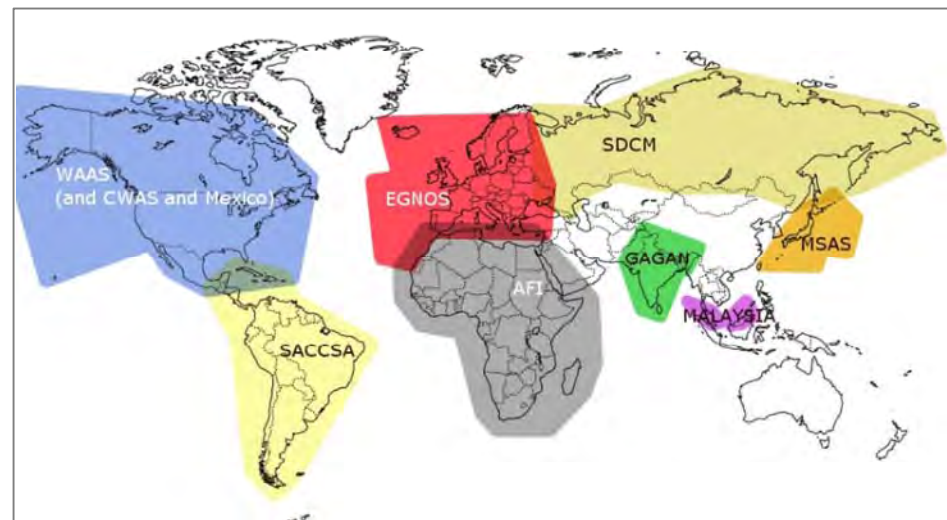 SDCM
WAAS
(and CWAS and Mexico)
EGNOS
MSAS
GAGAN
AFI
MALAYSIA
SACCSA